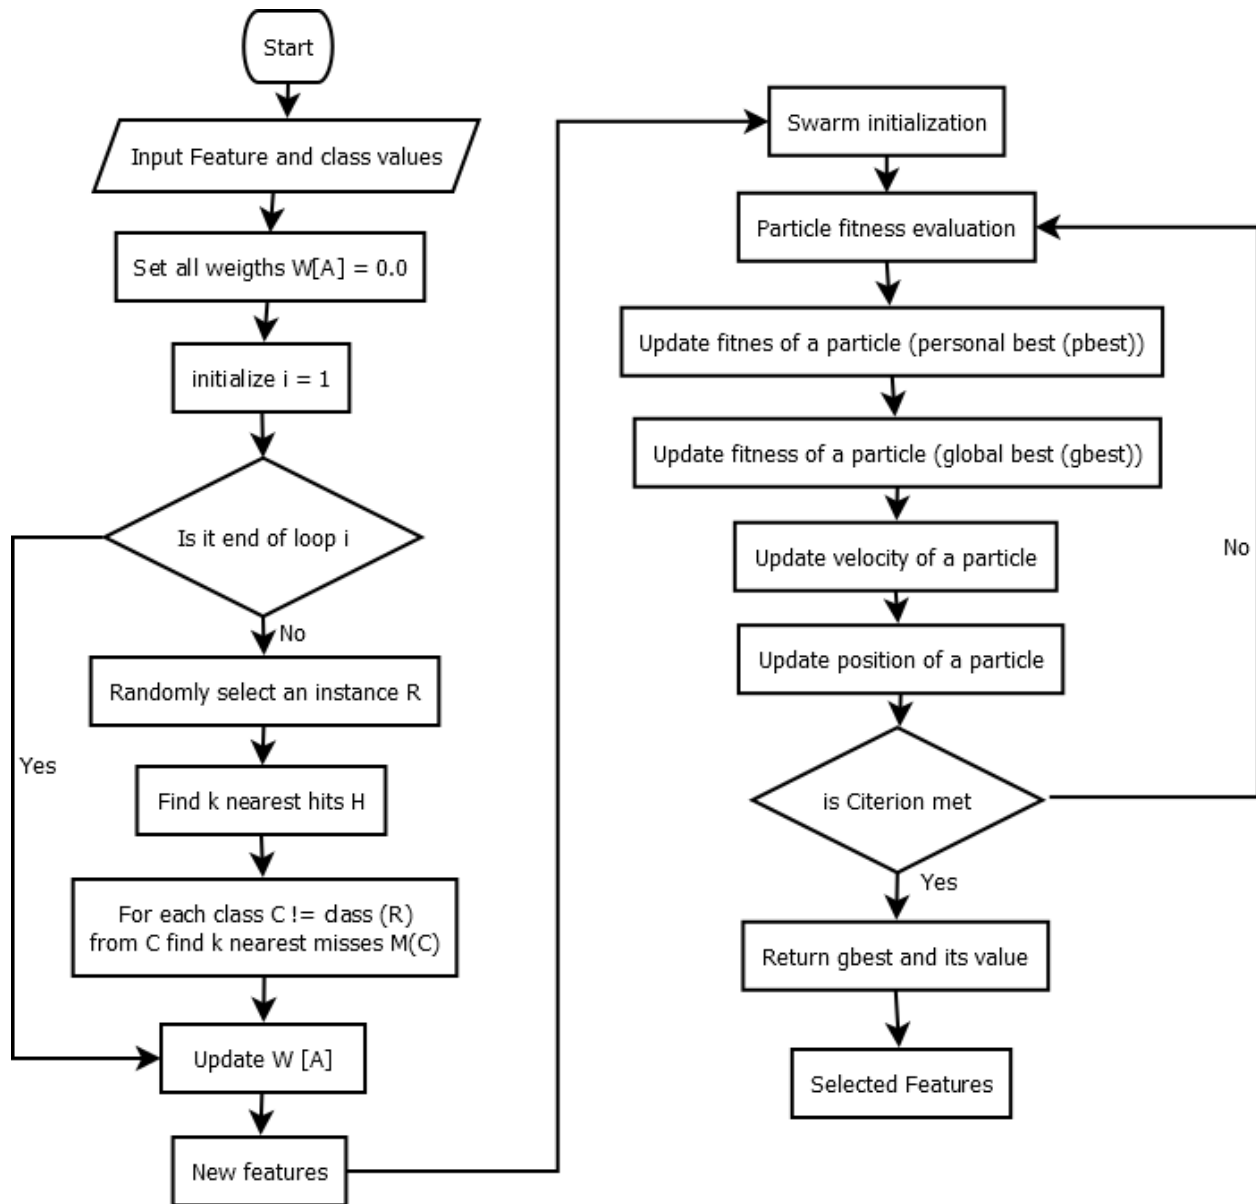 Start
Input Feature and class values
Set all weigths W[A] = 0.0
initialize i = 1
Is it end of loop i
No
Randomly select an instance R
Yes
Find k nearest hits H
For each class C != class (R)
from C find k nearest misses M(C)
Update W [A]
New features
Swarm initialization
Particle fitness evaluation
Update fitnes of a particle (personal best (pbest))
Update fitness of a particle (global best (gbest))
Update velocity of a particle
No
Update position of a particle
is Citerion met
Yes
Return gbest and its value
Selected Features